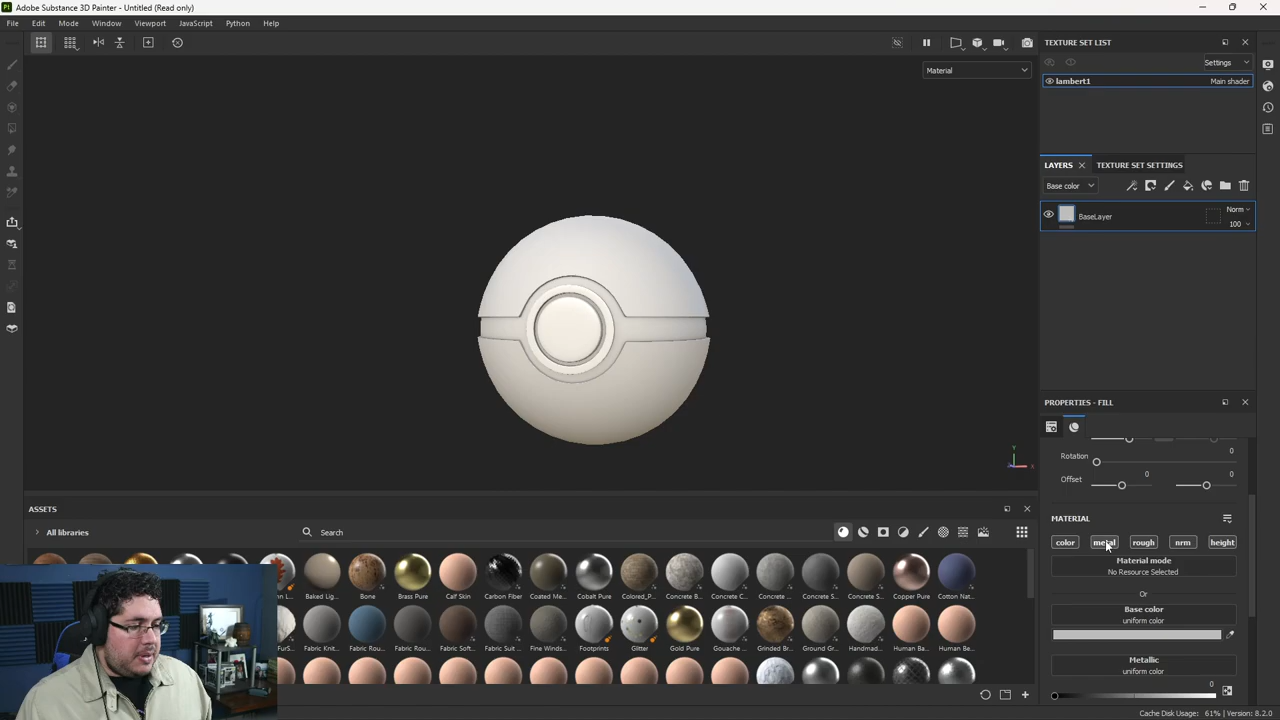 Pt Adobe Substance 3D Painter - Untitled (Read only)
File Edit Mode Window Viewport JavaScript Python Help
Material
TEXTURE SET LIST
Settings
lambert1 Main shader
LAYERS TEXTURE SET SETTINGS
Base color
BaseLayer Norm
100
PROPERTIES - FILL
Rotation 0
Offset 0 0
MATERIAL
color metal rough nrm height
Material mode
No Resource Selected
Or
Base color
uniform color
Metallic
uniform color
0
ASSETS
All libraries Search
Baked Lig... Bone Brass Pure Calf Skin Carbon Fiber Coated Me... Cobalt Pure Colored_P... Concrete B... Concrete C... Concrete ... Concrete S... Concrete S... Copper Pure Cotton Nat...
Fabric Knit... Fabric Rou... Fabric Rou... Fabric Soft... Fabric Suit ... Fine Winds... Footprints Glitter Gold Pure Gouache ... Ground Gr... Handmad... Human Ba... Human Be...
Cache Disk Usage: 61% | Version: 8.2.0
Y
X